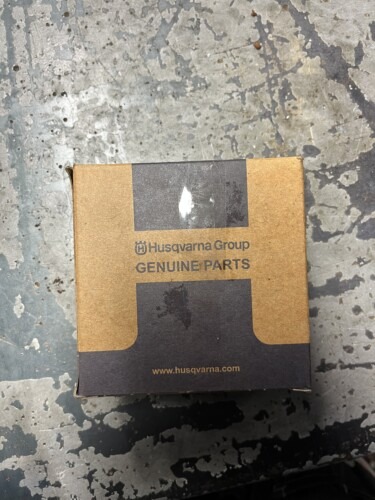 Husqvarna Group
GENUINE PARTS
www.husqvarna.com